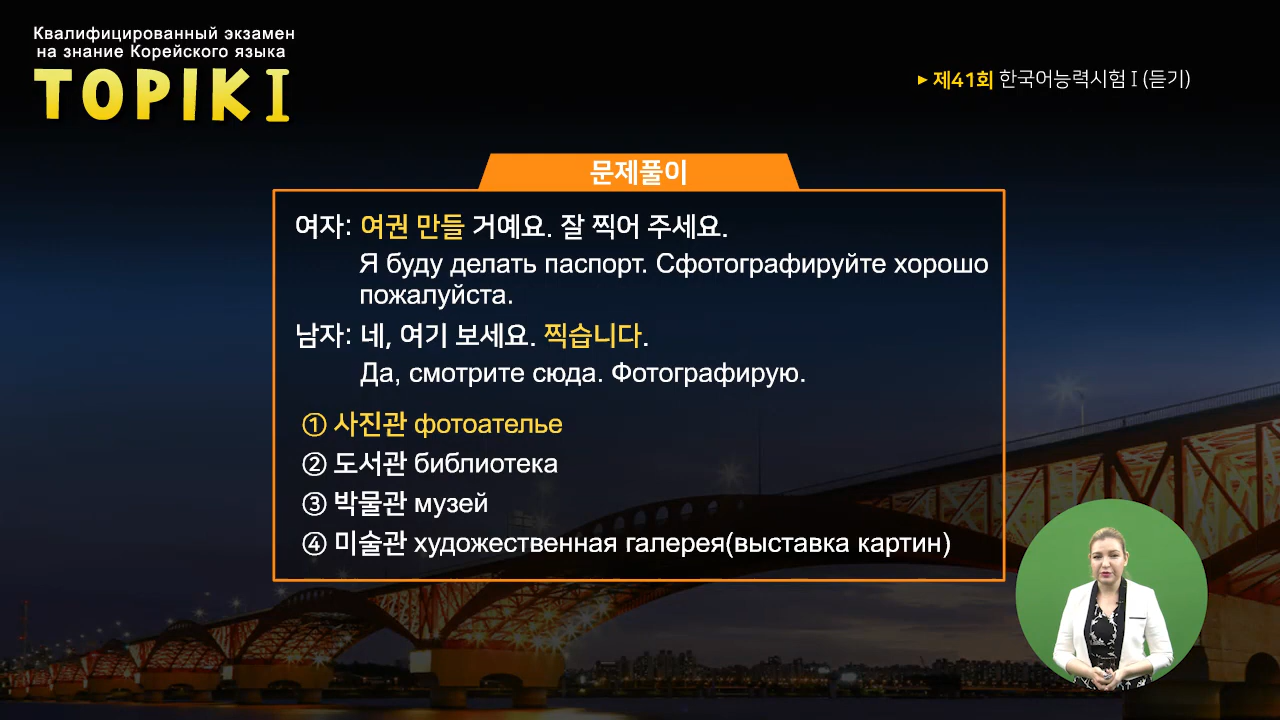 Квалифицированный экзамен
на знание Корейского языка
TOPIK I
▸ 제41회 한국어능력시험 I (듣기)
문제풀이
여자: 여권 만들 거예요. 잘 찍어 주세요.
Я буду делать паспорт. Сфотографируйте хорошо
пожалуйста.
남자: 네, 여기 보세요. 찍습니다.
Да, смотрите сюда. Фотографирую.
① 사진관 фотоателье
② 도서관 библиотека
③ 박물관 музей
④ 미술관 художественная галерея(выставка картин)